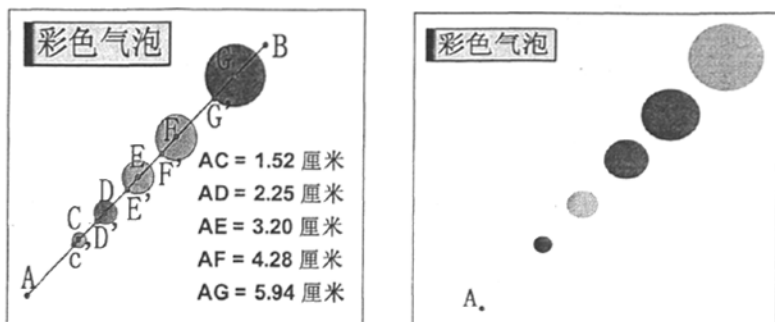 彩色气泡
B
G
G'
F
F'
E
E'
D
D'
C
c'
A
AC = 1.52 厘米
AD = 2.25 厘米
AE = 3.20 厘米
AF = 4.28 厘米
AG = 5.94 厘米
彩色气泡
A